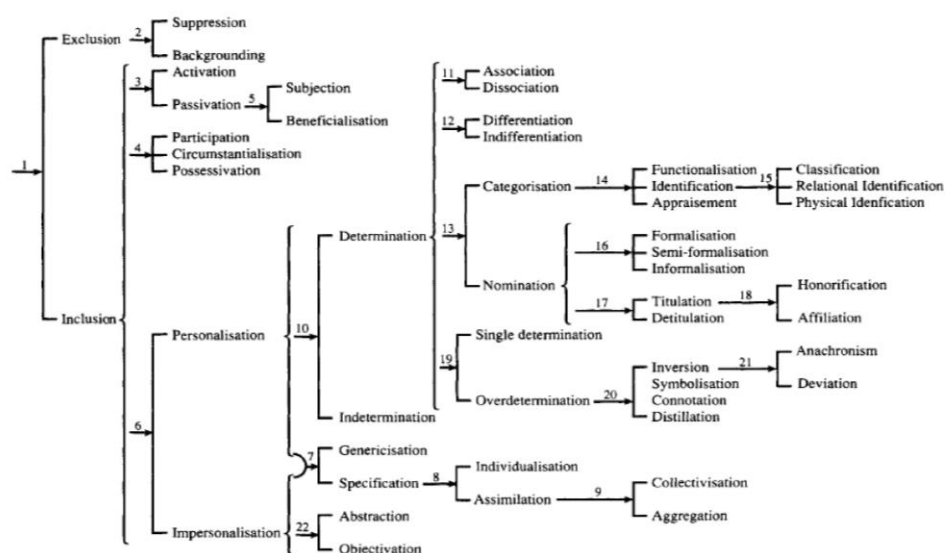 Suppression
Exclusion 2
Backgrounding
Activation
3
Passivation 5
Subjection
Beneficialisation
4
Participation
Circumstantialisation
Possessivation
1
Inclusion
6
Personalisation
10
Determination
11
Association
Dissociation
12
Differentiation
Indifferentiation
13
Categorisation 14
Functionalisation
Identification 15
Appraisement
Classification
Relational Identification
Physical Idenfication
Nomination
16
Formalisation
Semi-formalisation
Informalisation
17
Titulation 18
Detitulation
Honorification
Affiliation
19
Single determination
Overdetermination 20
Inversion 21
Symbolisation
Connotation
Distillation
Anachronism
Deviation
Indetermination
7
Genericisation
Specification 8
Individualisation
Assimilation 9
Collectivisation
Aggregation
Impersonalisation 22
Abstraction
Objectivation